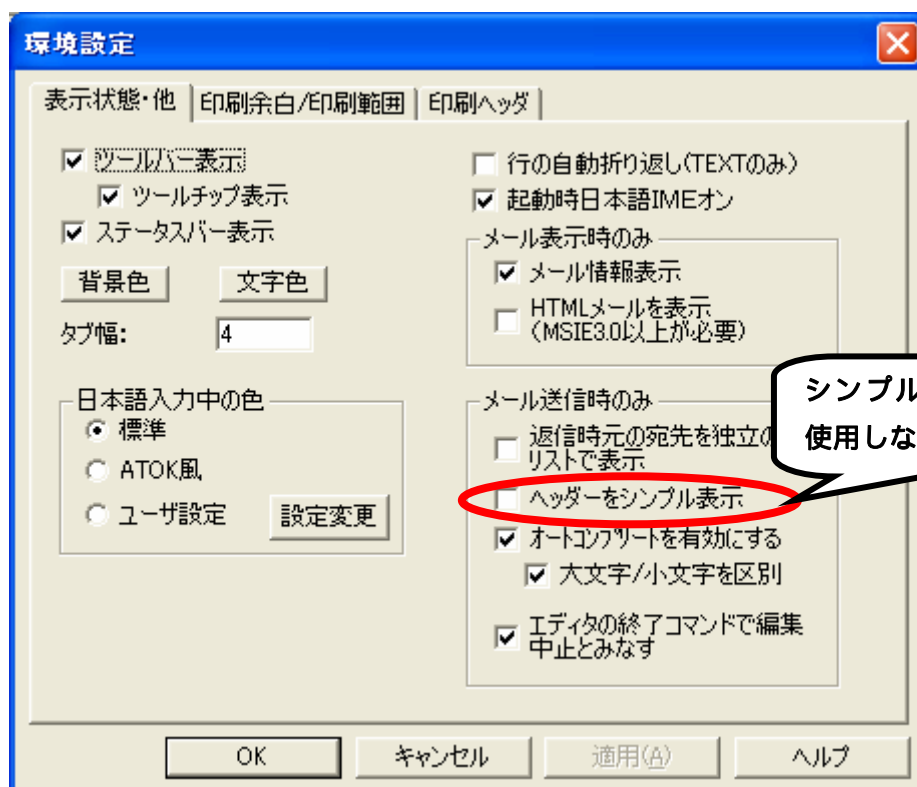 環境設定
表示状態・他
印刷余白/印刷範囲
印刷ヘッダ
ツールバー表示
ツールチップ表示
ステータスバー表示
背景色
文字色
タブ幅:
4
日本語入力中の色
標準
ATOK風
ユーザ設定
設定変更
行の自動折り返し(TEXTのみ)
起動時日本語IMEオン
メール表示時のみ
メール情報表示
HTMLメールを表示
(MSIE3.0以上が必要)
メール送信時のみ
返信時元の宛先を独立の
リストで表示
ヘッダーをシンプル表示
オートコンプリートを有効にする
大文字/小文字を区別
エディタの終了コマンドで編集
中止とみなす
シンプル
使用しな
OK
キャンセル
適用(A)
ヘルプ